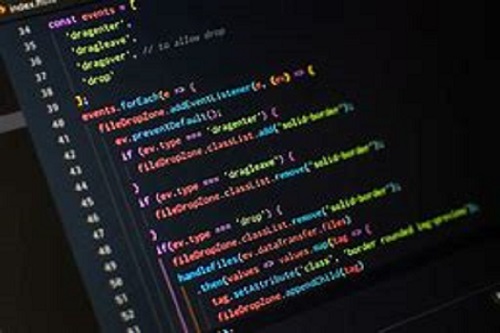 34 const events = [
35 'dragenter',
36 'dragleave',
37 'dragover', // to allow drop
38 'drop'
39 ];
40 events.forEach(e => {
41 fileDropZone.addEventListener(e, (ev) => {
42 ev.preventDefault();
43 if (ev.type === 'dragenter') {
44 fileDropZone.classList.add('solid-border');
45 }
46 if (ev.type === 'dragleave') {
47 fileDropZone.classList.remove('solid-border');
48 }
49 if(ev.type === 'drop') {
50 fileDropZone.classList.remove('solid-border');
51 handleFiles(ev.dataTransfer.files)
52 .then(values => values.map(tag => {
53 tag.setAttribute('class', 'border rounded img-preview');
fileDropZone.appendChild(tag)